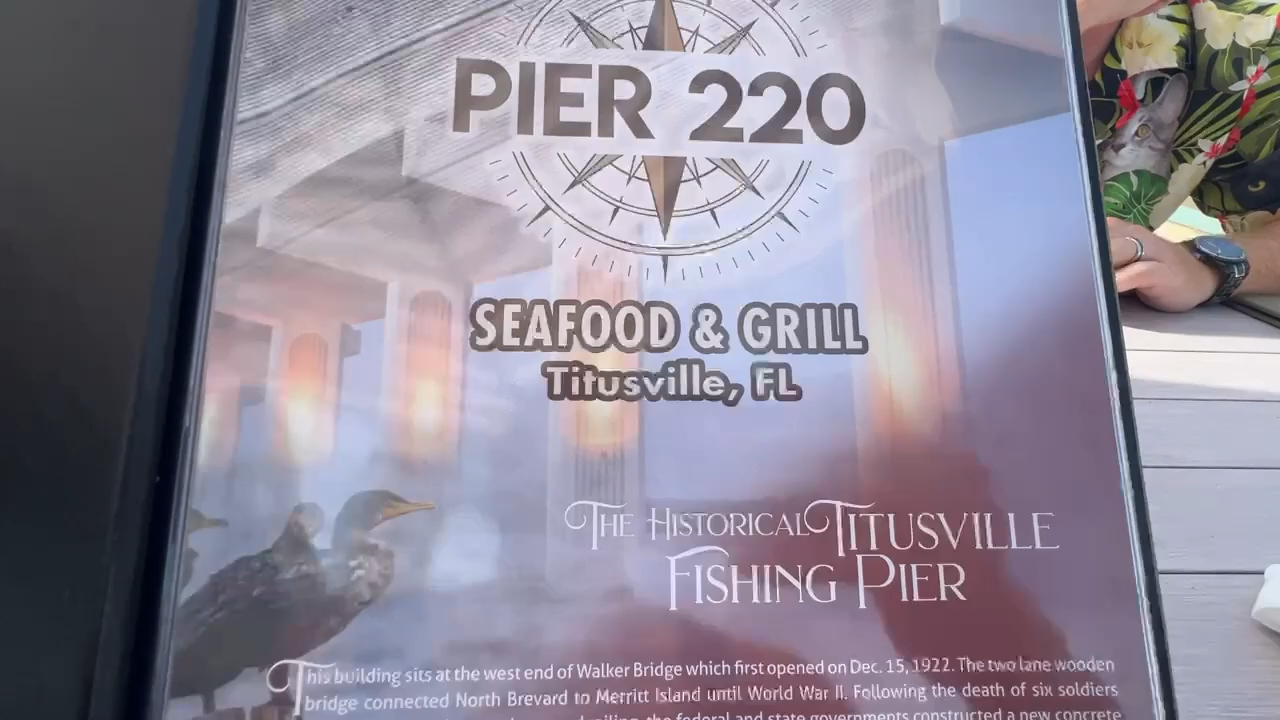 PIER 220
SEAFOOD & GRILL
Titusville, FL
THE HISTORICAL TITUSVILLE
FISHING PIER
This building sits at the west end of Walker Bridge which first opened on Dec. 15, 1922. The two lane wooden
bridge connected North Brevard to Merritt Island until World War II. Following the death of six soldiers
the federal and state governments constructed a new concrete